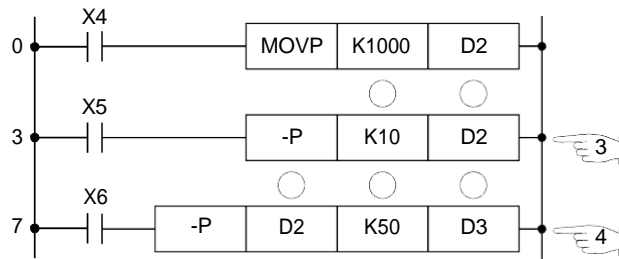 X4
0 MOVP K1000 D2
X5
3 -P K10 D2 3
X6
7 -P D2 K50 D3 4